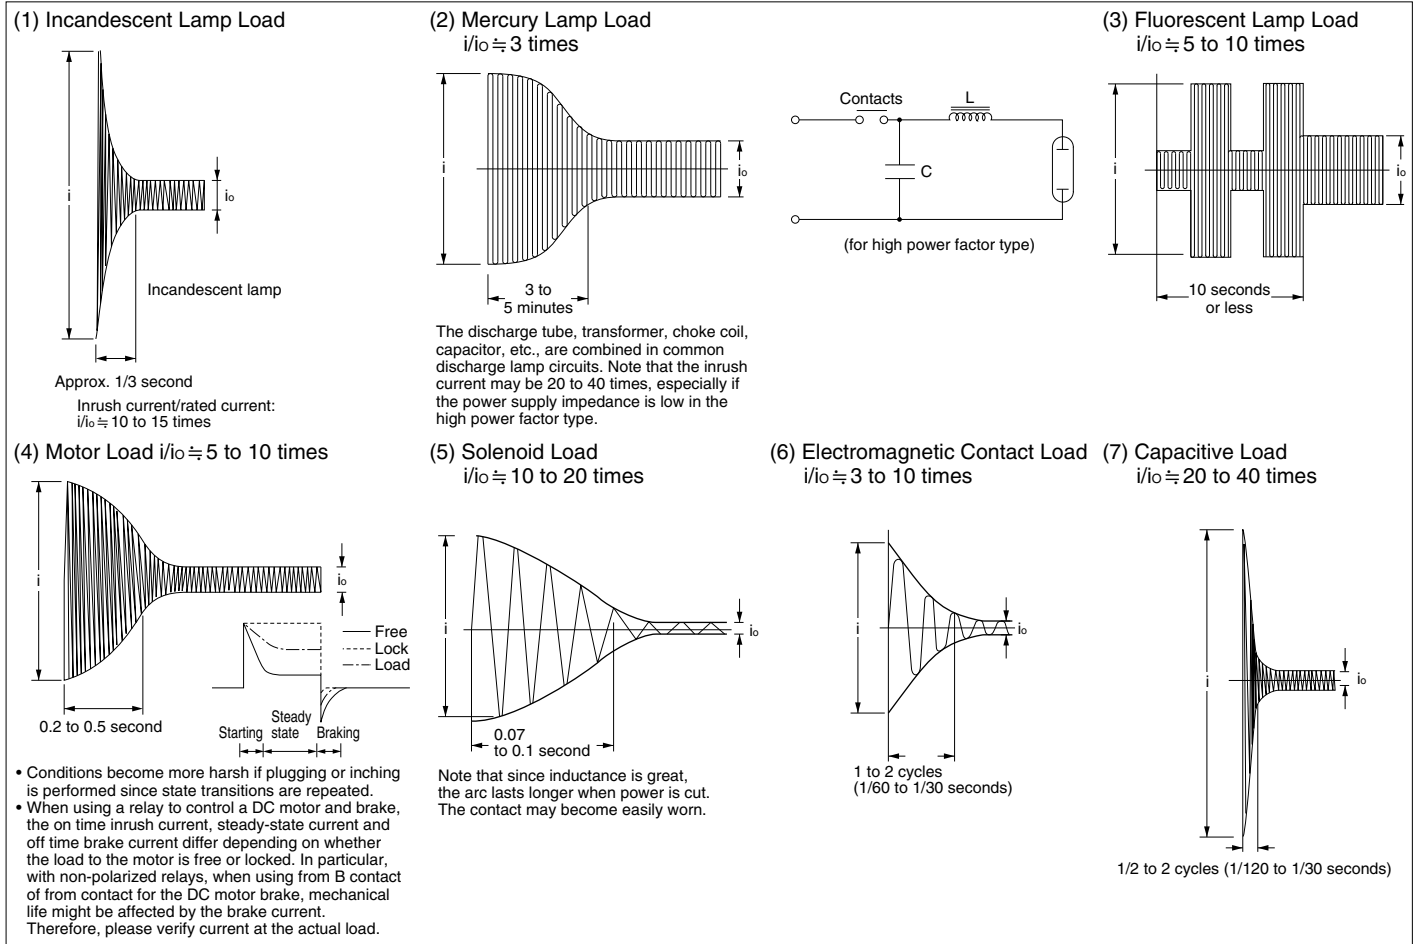 (1) Incandescent Lamp Load
i
io
Incandescent lamp
Approx. 1/3 second
Inrush current/rated current:
i/io≒10 to 15 times
(2) Mercury Lamp Load
i/io≒3 times
i
io
3 to
5 minutes
The discharge tube, transformer, choke coil,
capacitor, etc., are combined in common
discharge lamp circuits. Note that the inrush
current may be 20 to 40 times, especially if
the power supply impedance is low in the
high power factor type.
Contacts
L
C
(for high power factor type)
(3) Fluorescent Lamp Load
i/io≒5 to 10 times
i
io
10 seconds
or less
(4) Motor Load i/io≒5 to 10 times
i
io
Free
Lock
Load
0.2 to 0.5 second
Starting
Steady
state
Braking
• Conditions become more harsh if plugging or inching
is performed since state transitions are repeated.
• When using a relay to control a DC motor and brake,
the on time inrush current, steady-state current and
off time brake current differ depending on whether
the load to the motor is free or locked. In particular,
with non-polarized relays, when using from B contact
of from contact for the DC motor brake, mechanical
life might be affected by the brake current.
Therefore, please verify current at the actual load.
(5) Solenoid Load
i/io≒10 to 20 times
i
io
0.07
to 0.1 second
Note that since inductance is great,
the arc lasts longer when power is cut.
The contact may become easily worn.
(6) Electromagnetic Contact Load
i/io≒3 to 10 times
i
io
1 to 2 cycles
(1/60 to 1/30 seconds)
(7) Capacitive Load
i/io≒20 to 40 times
i
io
1/2 to 2 cycles (1/120 to 1/30 seconds)